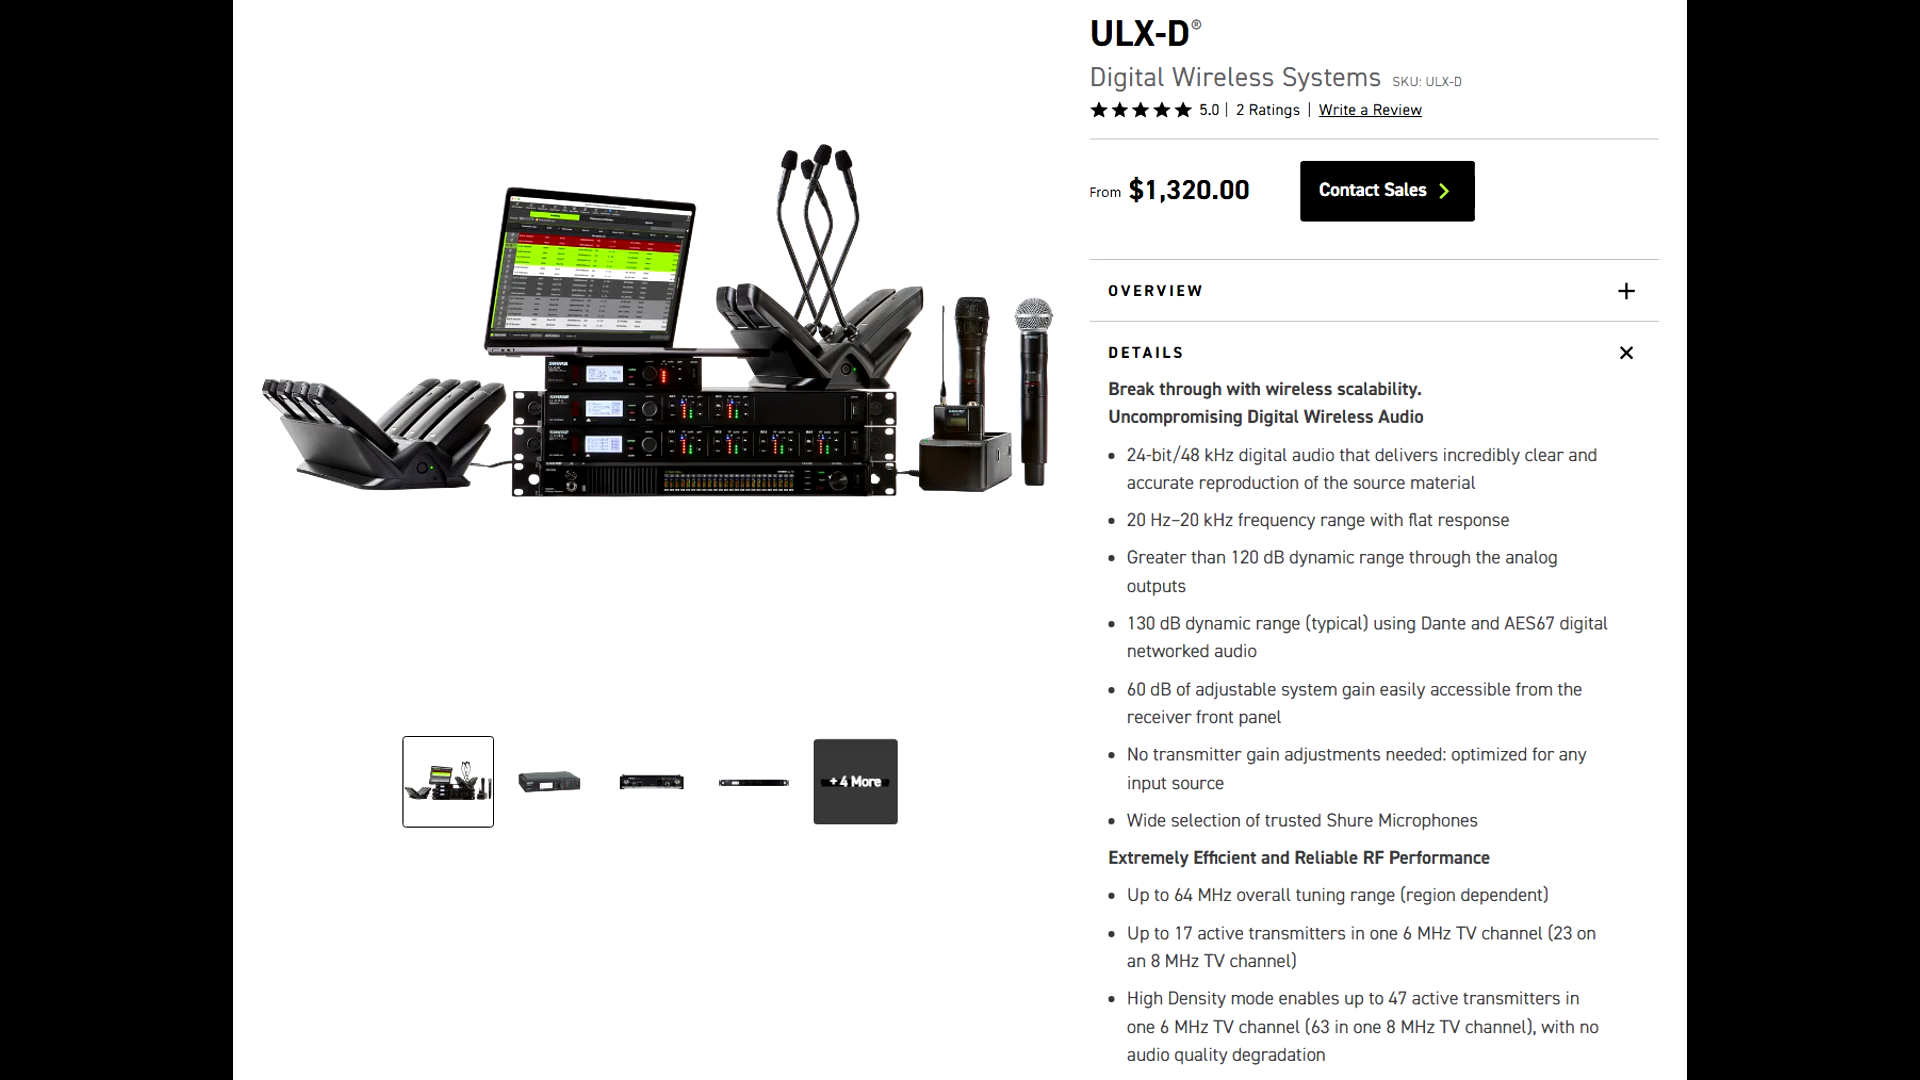 ULX-D®
Digital Wireless Systems SKU: ULX-D
5.0 | 2 Ratings | Write a Review
From $1,320.00
Contact Sales
OVERVIEW
DETAILS
Break through with wireless scalability.
Uncompromising Digital Wireless Audio
24-bit/48 kHz digital audio that delivers incredibly clear and
accurate reproduction of the source material
20 Hz–20 kHz frequency range with flat response
Greater than 120 dB dynamic range through the analog
outputs
130 dB dynamic range (typical) using Dante and AES67 digital
networked audio
60 dB of adjustable system gain easily accessible from the
receiver front panel
No transmitter gain adjustments needed: optimized for any
input source
Wide selection of trusted Shure Microphones
Extremely Efficient and Reliable RF Performance
Up to 64 MHz overall tuning range (region dependent)
Up to 17 active transmitters in one 6 MHz TV channel (23 on
an 8 MHz TV channel)
High Density mode enables up to 47 active transmitters in
one 6 MHz TV channel (63 in one 8 MHz TV channel), with no
audio quality degradation
+ 4 More